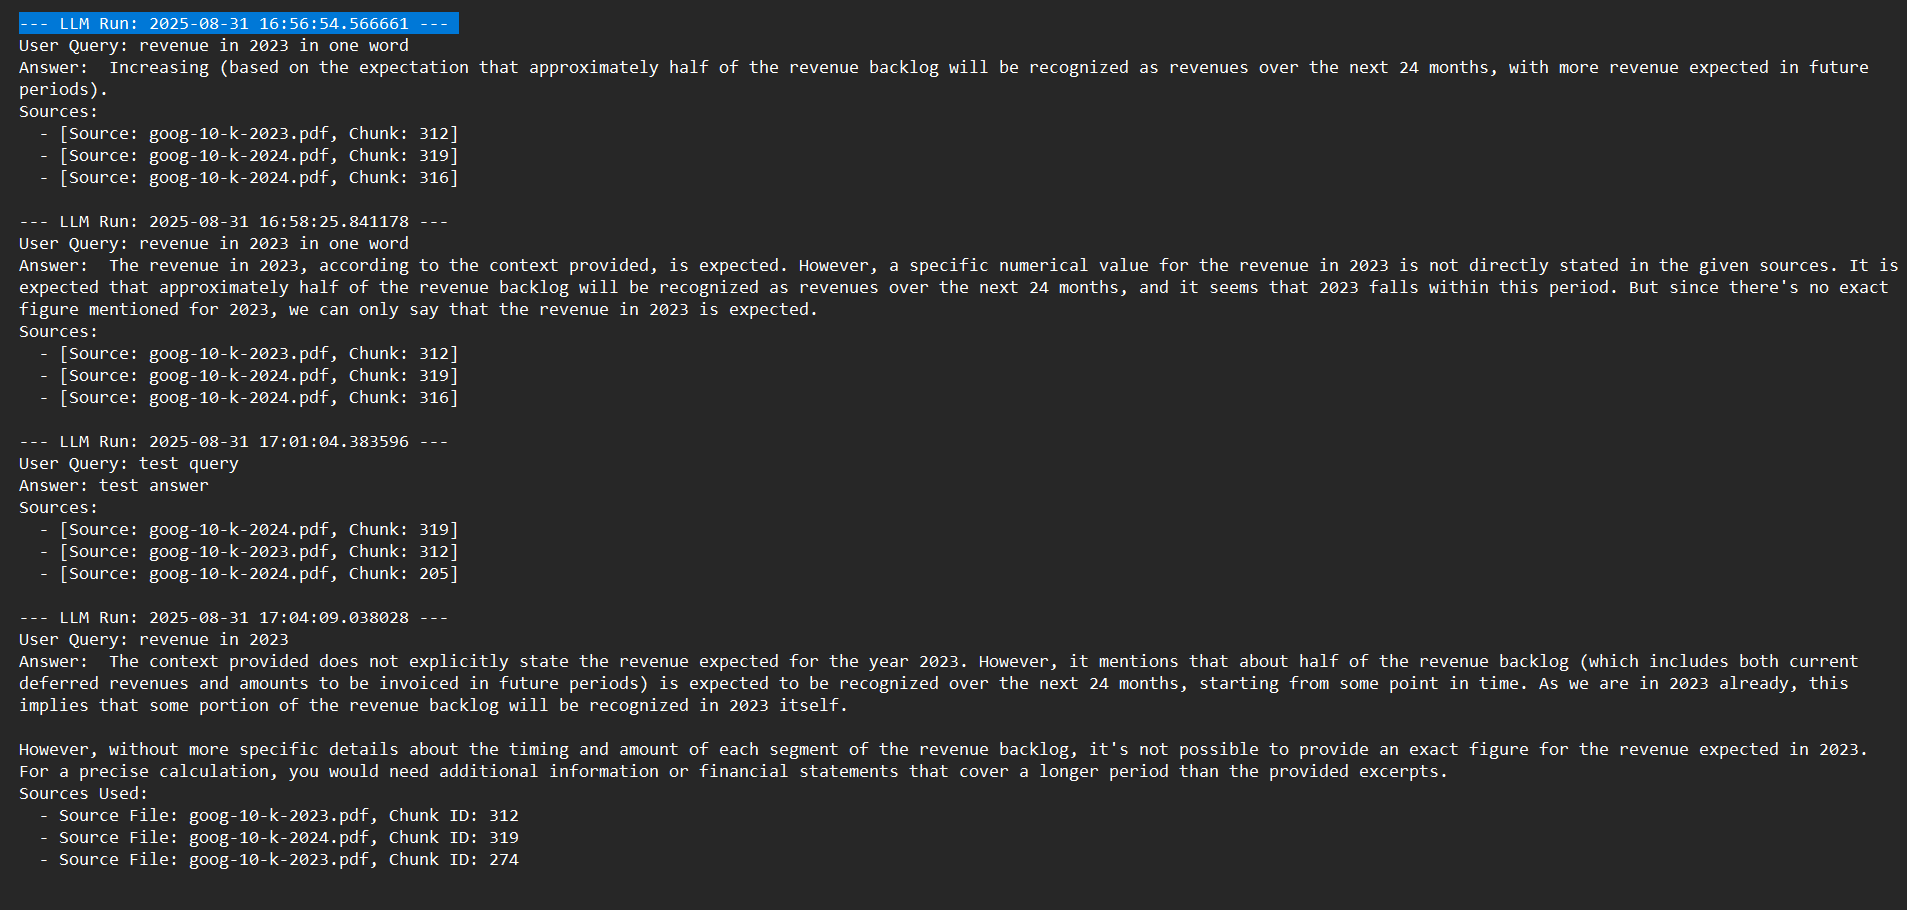 --- LLM Run: 2025-08-31 16:56:54.566661 ---
User Query: revenue in 2023 in one word
Answer:  Increasing (based on the expectation that approximately half of the revenue backlog will be recognized as revenues over the next 24 months, with more revenue expected in future
periods).
Sources:
  - [Source: goog-10-k-2023.pdf, Chunk: 312]
  - [Source: goog-10-k-2024.pdf, Chunk: 319]
  - [Source: goog-10-k-2024.pdf, Chunk: 316]

--- LLM Run: 2025-08-31 16:58:25.841178 ---
User Query: revenue in 2023 in one word
Answer:  The revenue in 2023, according to the context provided, is expected. However, a specific numerical value for the revenue in 2023 is not directly stated in the given sources. It is
expected that approximately half of the revenue backlog will be recognized as revenues over the next 24 months, and it seems that 2023 falls within this period. But since there's no exact
figure mentioned for 2023, we can only say that the revenue in 2023 is expected.
Sources:
  - [Source: goog-10-k-2023.pdf, Chunk: 312]
  - [Source: goog-10-k-2024.pdf, Chunk: 319]
  - [Source: goog-10-k-2024.pdf, Chunk: 316]

--- LLM Run: 2025-08-31 17:01:04.383596 ---
User Query: test query
Answer: test answer
Sources:
  - [Source: goog-10-k-2024.pdf, Chunk: 319]
  - [Source: goog-10-k-2023.pdf, Chunk: 312]
  - [Source: goog-10-k-2024.pdf, Chunk: 205]

--- LLM Run: 2025-08-31 17:04:09.038028 ---
User Query: revenue in 2023
Answer:  The context provided does not explicitly state the revenue expected for the year 2023. However, it mentions that about half of the revenue backlog (which includes both current
deferred revenues and amounts to be invoiced in future periods) is expected to be recognized over the next 24 months, starting from some point in time. As we are in 2023 already, this
implies that some portion of the revenue backlog will be recognized in 2023 itself.

However, without more specific details about the timing and amount of each segment of the revenue backlog, it's not possible to provide an exact figure for the revenue expected in 2023.
For a precise calculation, you would need additional information or financial statements that cover a longer period than the provided excerpts.
Sources Used:
  - Source File: goog-10-k-2023.pdf, Chunk ID: 312
  - Source File: goog-10-k-2024.pdf, Chunk ID: 319
  - Source File: goog-10-k-2023.pdf, Chunk ID: 274